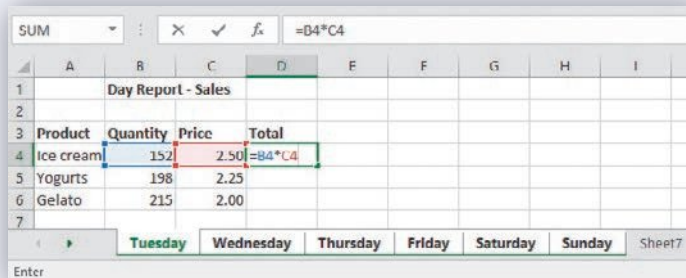 SUM fx =B4*C4
A B C D E F G H I
1 Day Report - Sales
2
3 Product Quantity Price Total
4 Ice cream 152 2.50 =B4*C4
5 Yogurts 198 2.25
6 Gelato 215 2.00
7
Tuesday Wednesday Thursday Friday Saturday Sunday Sheet7
Enter